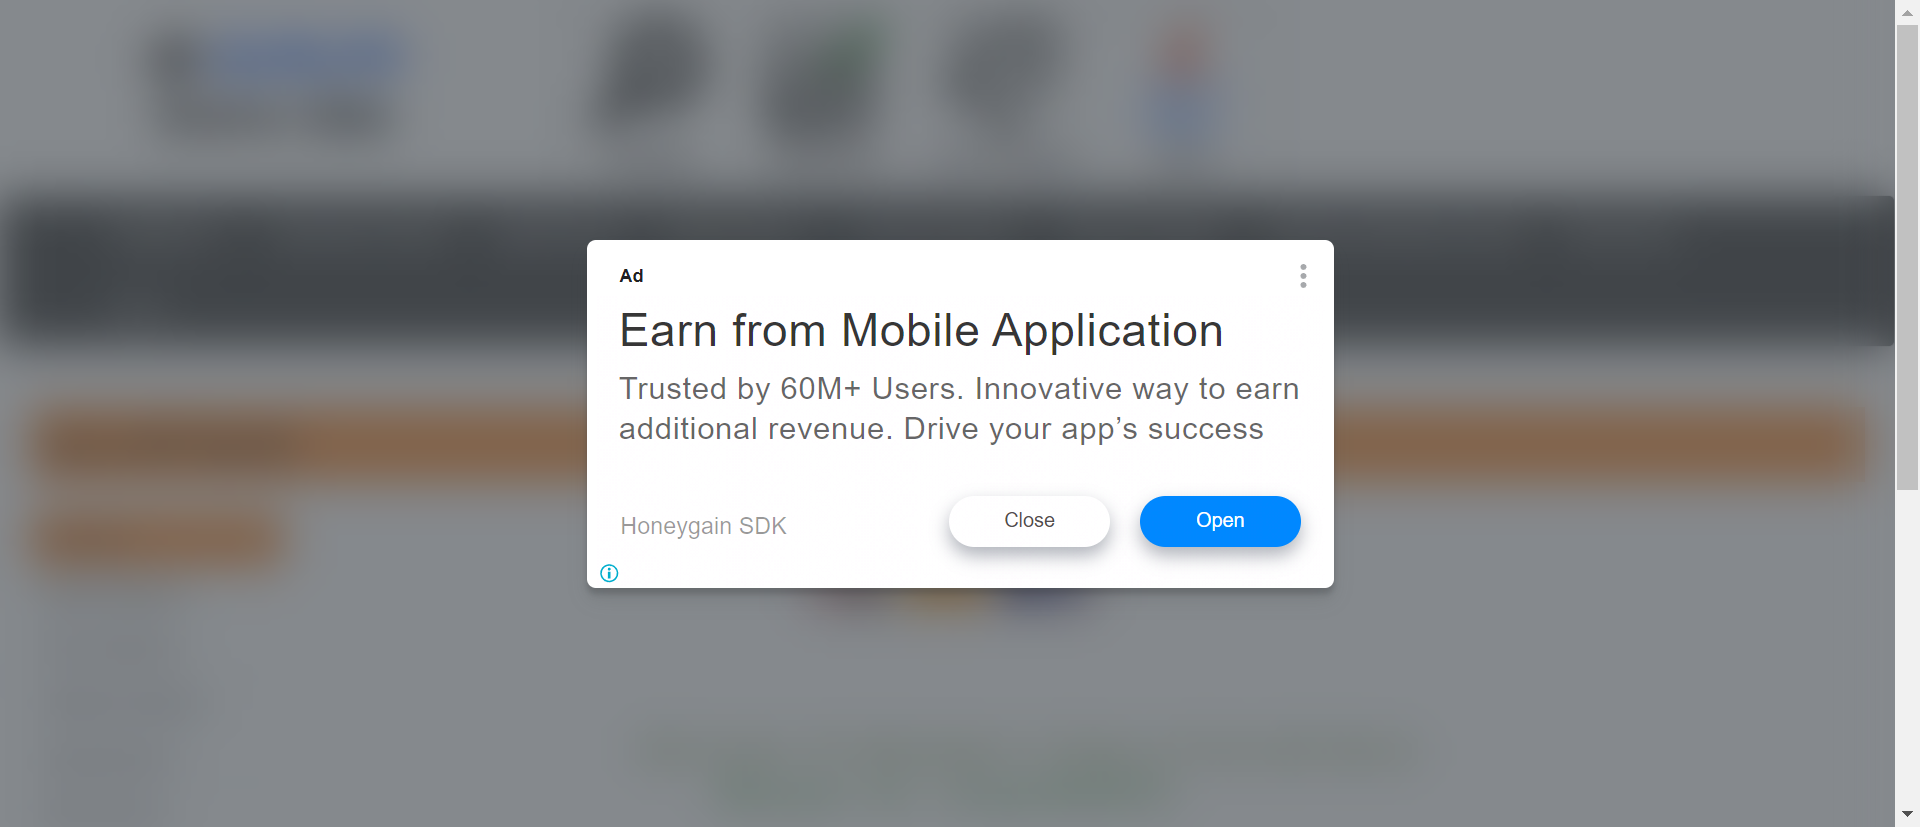 Ad
Earn from Mobile Application
Trusted by 60M+ Users. Innovative way to earn
additional revenue. Drive your app’s success
Honeygain SDK
Close
Open